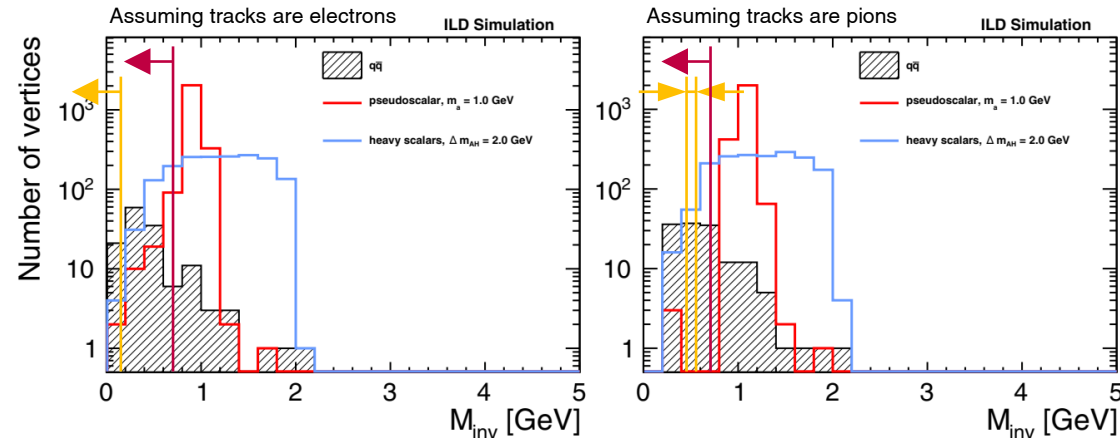 Assuming tracks are electrons
ILD Simulation
Number of vertices
10³
10²
10
1
qq̅
pseudoscalar, mₐ = 1.0 GeV
heavy scalars, Δ m_AH = 2.0 GeV
0 1 2 3 4 5
M_inv [GeV]
Assuming tracks are pions
ILD Simulation
10³
10²
10
1
qq̅
pseudoscalar, mₐ = 1.0 GeV
heavy scalars, Δ m_AH = 2.0 GeV
0 1 2 3 4 5
M_inv [GeV]